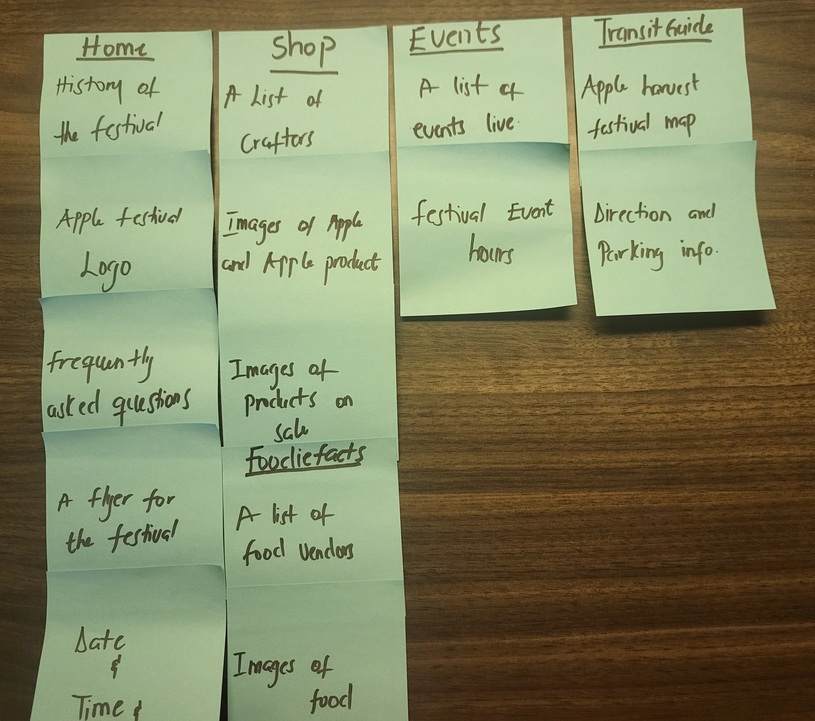 Home
History of
the festival
Apple festival
Logo
frequently
asked questions
A flyer for
the festival
Date
&
Time &
Shop
A List of
Crafters
Images of Apple
and Apple product
Images of
products on
sale
Foodiefacts
A list of
food vendors
Images of
food
Events
A list of
events live.
festival Event
hours
Transit Guide
Apple harvest
festival map
Direction and
Parking info.